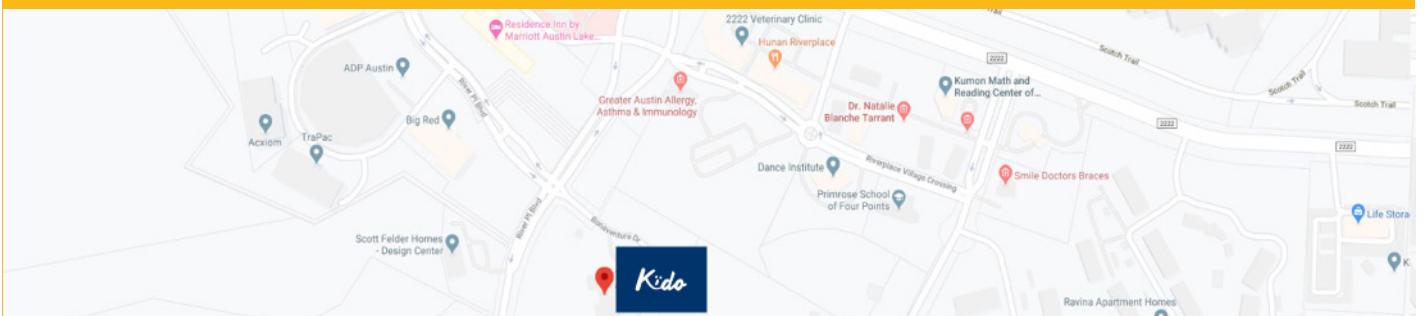 Residence Inn by
Marriott Austin Lake...
2222 Veterinary Clinic
Hunan Riverplace
2222
Scotch Trail
ADP Austin
River Pl Blvd
Greater Austin Allergy,
Asthma & Immunology
Kumon Math and
Reading Center of...
Scotch Trail
Scotch Trail
Dr. Natalie
Blanche Tarrant
Big Red
Acxiom
TraPac
2222
2222
Dance Institute
Riverplace Village Crossing
Smile Doctors Braces
Primrose School
of Four Points
River Pl Blvd
Bonaventure Dr
Life Stora
Scott Felder Homes
- Design Center
Kido
K
Ravina Apartment Homes